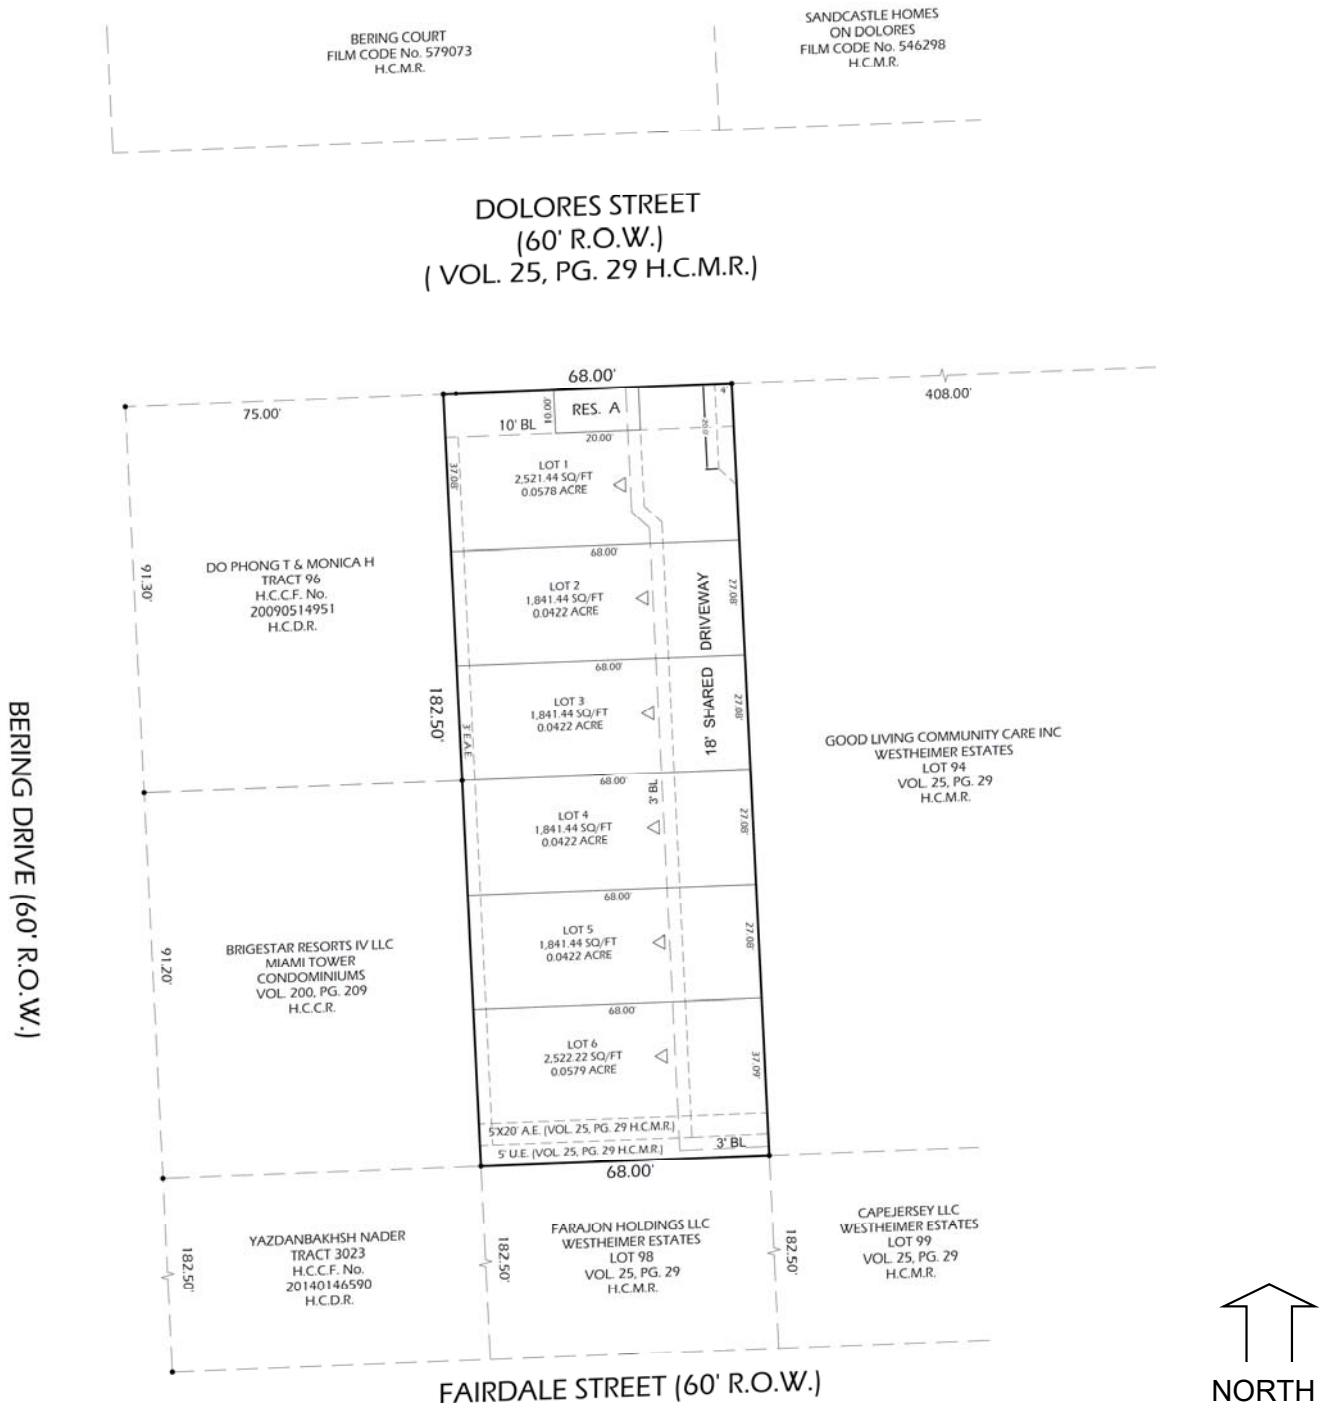 BERING COURT
FILM CODE No. 579073
H.C.M.R.
SANDCASTLE HOMES
ON DOLORES
FILM CODE No. 546298
H.C.M.R.
DOLORES STREET
(60' R.O.W.)
( VOL. 25, PG. 29 H.C.M.R.)
68.00'
75.00'
408.00'
10' BL
10.00'
RES. A
20.00'
4'
37.08'
LOT 1
2,521.44 SQ/FT
0.0578 ACRE
68.00'
91.30'
DO PHONG T & MONICA H
TRACT 96
H.C.C.F. No.
20090514951
H.C.D.R.
LOT 2
1,841.44 SQ/FT
0.0422 ACRE
27.08'
68.00'
18' SHARED DRIVEWAY
182.50'
3' E.A.E
LOT 3
1,841.44 SQ/FT
0.0422 ACRE
27.08'
68.00'
3' BL
BERING DRIVE (60' R.O.W.)
GOOD LIVING COMMUNITY CARE INC
WESTHEIMER ESTATES
LOT 94
VOL. 25, PG. 29
H.C.M.R.
LOT 4
1,841.44 SQ/FT
0.0422 ACRE
27.08'
68.00'
91.20'
BRIGESTAR RESORTS IV LLC
MIAMI TOWER
CONDOMINIUMS
VOL. 200, PG. 209
H.C.C.R.
LOT 5
1,841.44 SQ/FT
0.0422 ACRE
27.08'
68.00'
LOT 6
2,522.22 SQ/FT
0.0579 ACRE
37.09'
5'X20' A.E. (VOL. 25, PG. 29 H.C.M.R.)
5' U.E. (VOL. 25, PG. 29 H.C.M.R.)
3' BL
68.00'
182.50'
YAZDANBAKHSH NADER
TRACT 3023
H.C.C.F. No.
20140146590
H.C.D.R.
182.50'
FARAJON HOLDINGS LLC
WESTHEIMER ESTATES
LOT 98
VOL. 25, PG. 29
H.C.M.R.
182.50'
CAPEJERSEY LLC
WESTHEIMER ESTATES
LOT 99
VOL. 25, PG. 29
H.C.M.R.
FAIRDALE STREET (60' R.O.W.)
NORTH